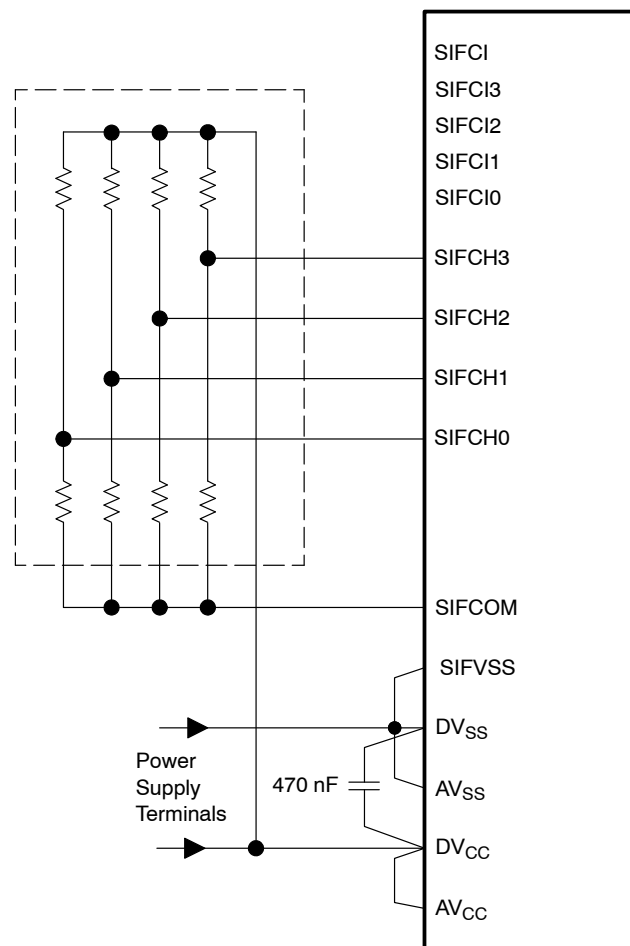 SIFCI
SIFCI3
SIFCI2
SIFCI1
SIFCI0
SIFCH3
SIFCH2
SIFCH1
SIFCH0
SIFCOM
SIFVSS
DVSS
Power
Supply
Terminals
470 nF
AVSS
DVCC
AVCC